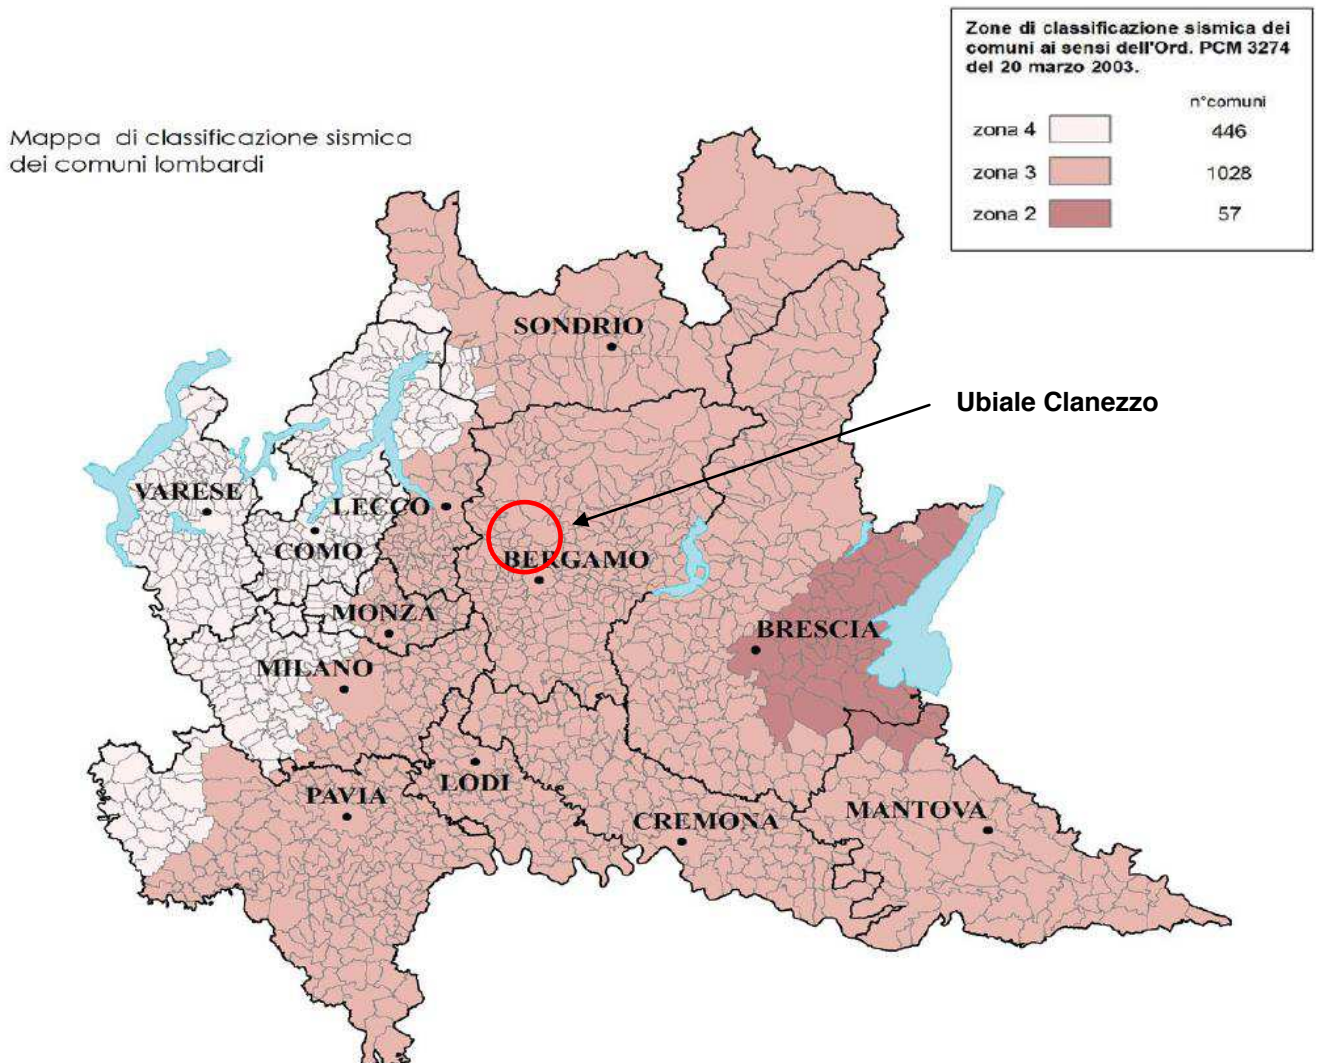 Zone di classificazione sismica dei
comuni ai sensi dell'Ord. PCM 3274
del 20 marzo 2003.
n°comuni
zona 4 446
zona 3 1028
zona 2 57
Mappa di classificazione sismica
dei comuni lombardi
SONDRIO
Ubiale Clanezzo
VARESE
LECCO
COMO
BERGAMO
MONZA
BRESCIA
MILANO
LODI
PAVIA
MANTOVA
CREMONA